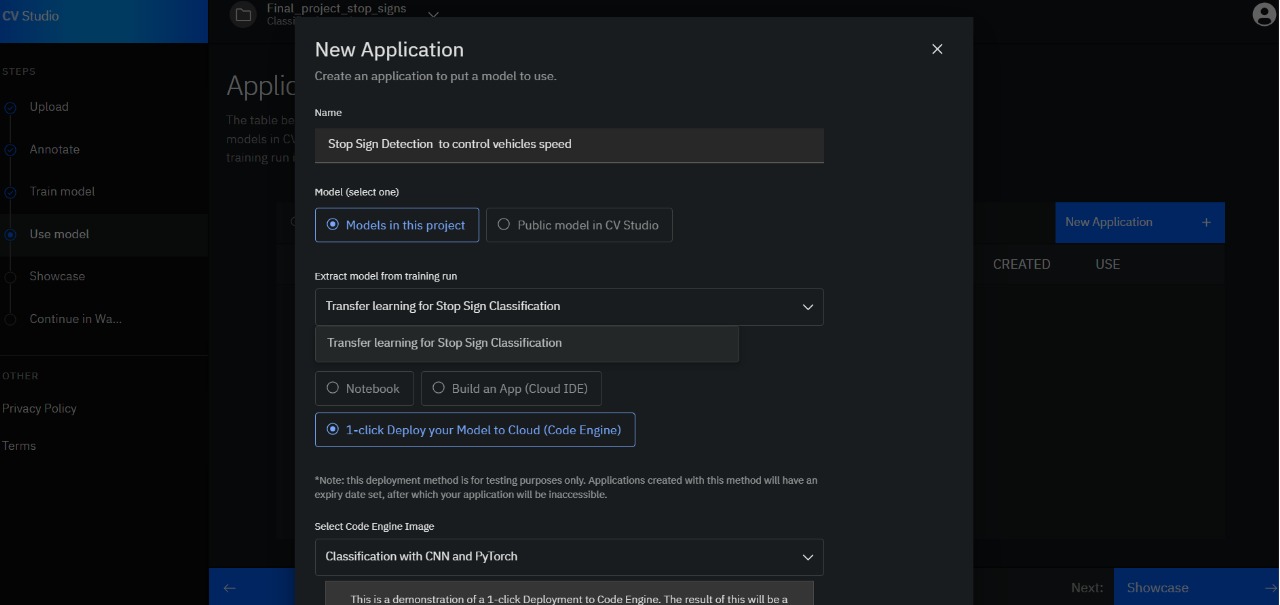 CV Studio
Final_project_stop_signs
Classi
STEPS
Upload
Annotate
Train model
Use model
Showcase
Continue in Wa...
OTHER
Privacy Policy
Terms
Applic
The table be
models in CV
training run
New Application
Create an application to put a model to use.
Name
Stop Sign Detection  to control vehicles speed
Model (select one)
Models in this project
Public model in CV Studio
Extract model from training run
Transfer learning for Stop Sign Classification
Transfer learning for Stop Sign Classification
Notebook
Build an App (Cloud IDE)
1-click Deploy your Model to Cloud (Code Engine)
*Note: this deployment method is for testing purposes only. Applications created with this method will have an
expiry date set, after which your application will be inaccessible.
Select Code Engine Image
Classification with CNN and PyTorch
This is a demonstration of a 1-click Deployment to Code Engine. The result of this will be a
New Application +
CREATED
USE
Next:
Showcase